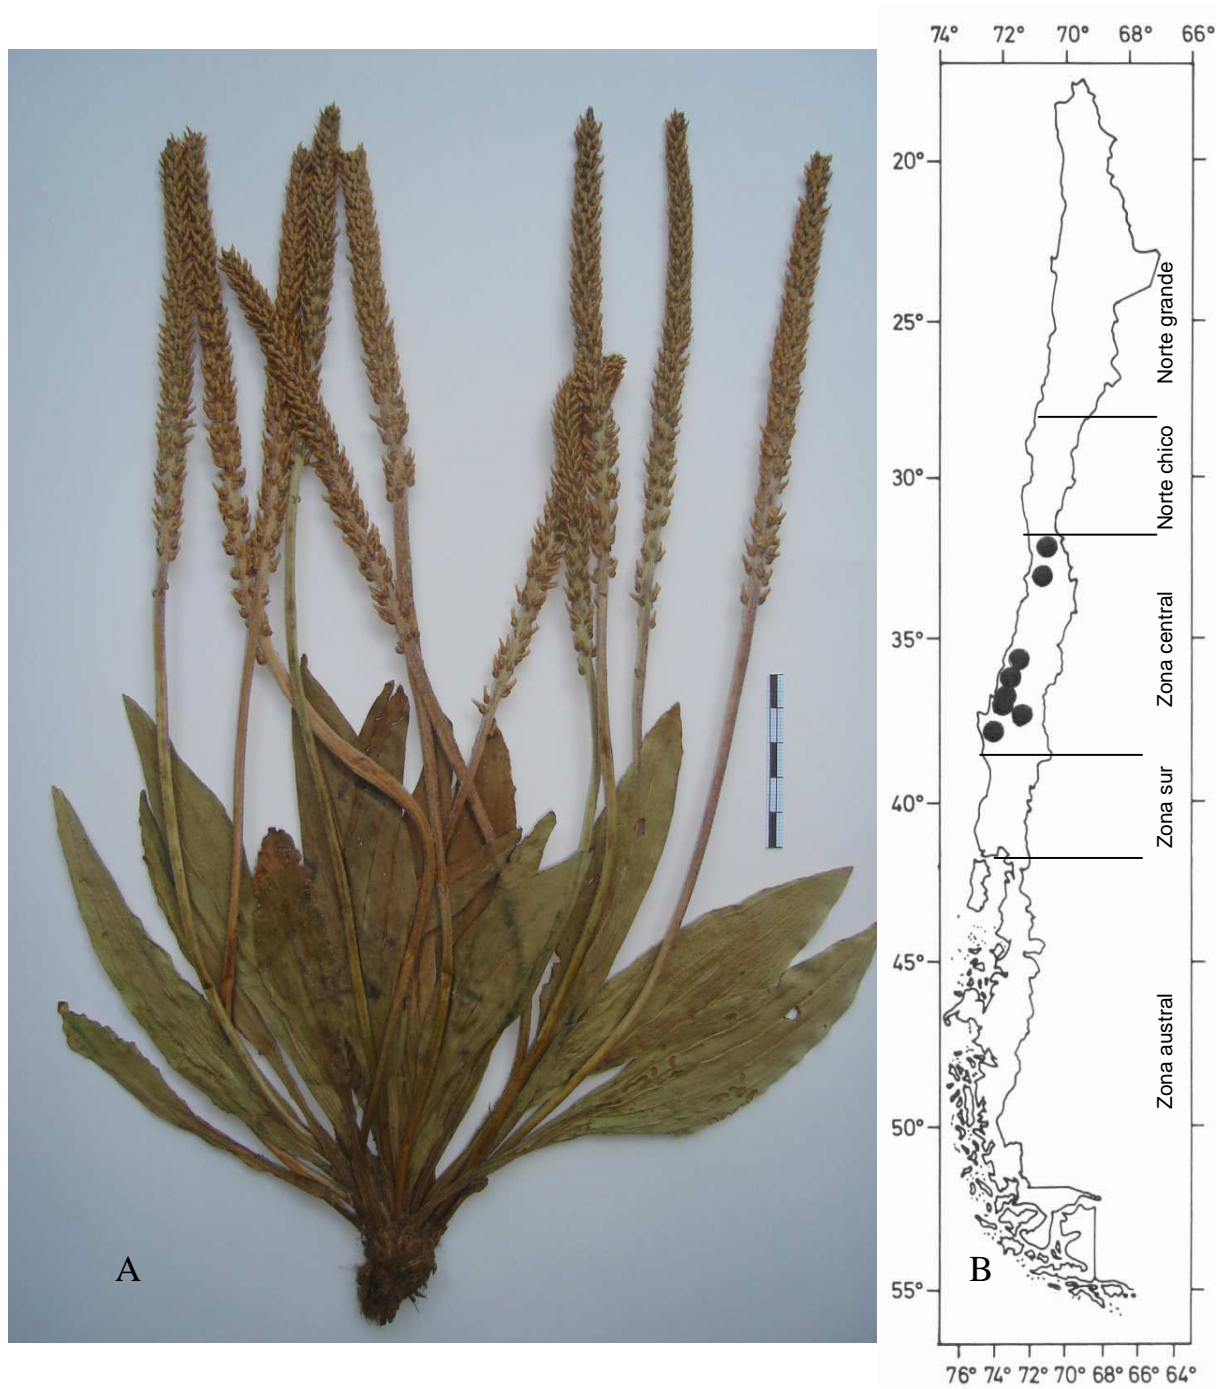 74° 72° 70° 68° 66°
20°
25°
30°
35°
40°
45°
50°
55°
Norte grande
Norte chico
Zona central
Zona sur
Zona austral
A
B
76° 74° 72° 70° 68° 66° 64°